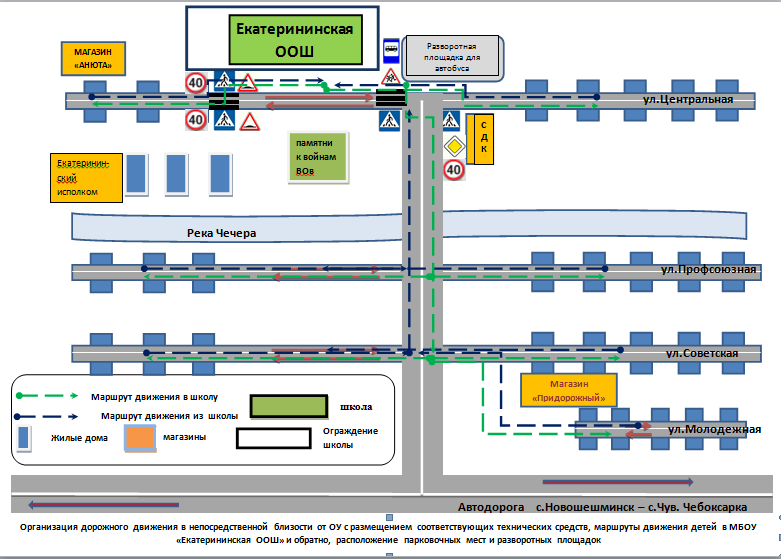 Екатерининская
ООШ
МАГАЗИН
«АНЮТА»
Разворотная
площадка для
автобуса
40
40
ул.Центральная
С
Д
К
40
памятни
к войнам
ВОв
Екатеринин-
ский
исполком
Река Чечера
ул.Профсоюзная
ул.Советская
Магазин
«Придорожный»
ул.Молодежная
Маршрут движения в школу
Маршрут движения из школы
школа
Жилые дома
магазины
Ограждение
школы
Автодорога с.Новошешминск – с.Чув. Чебоксарка
Организация дорожного движения в непосредственной близости от ОУ с размещением соответствующих технических средств, маршруты движения детей в МБОУ
«Екатерининская ООШ» и обратно, расположение парковочных мест и разворотных площадок